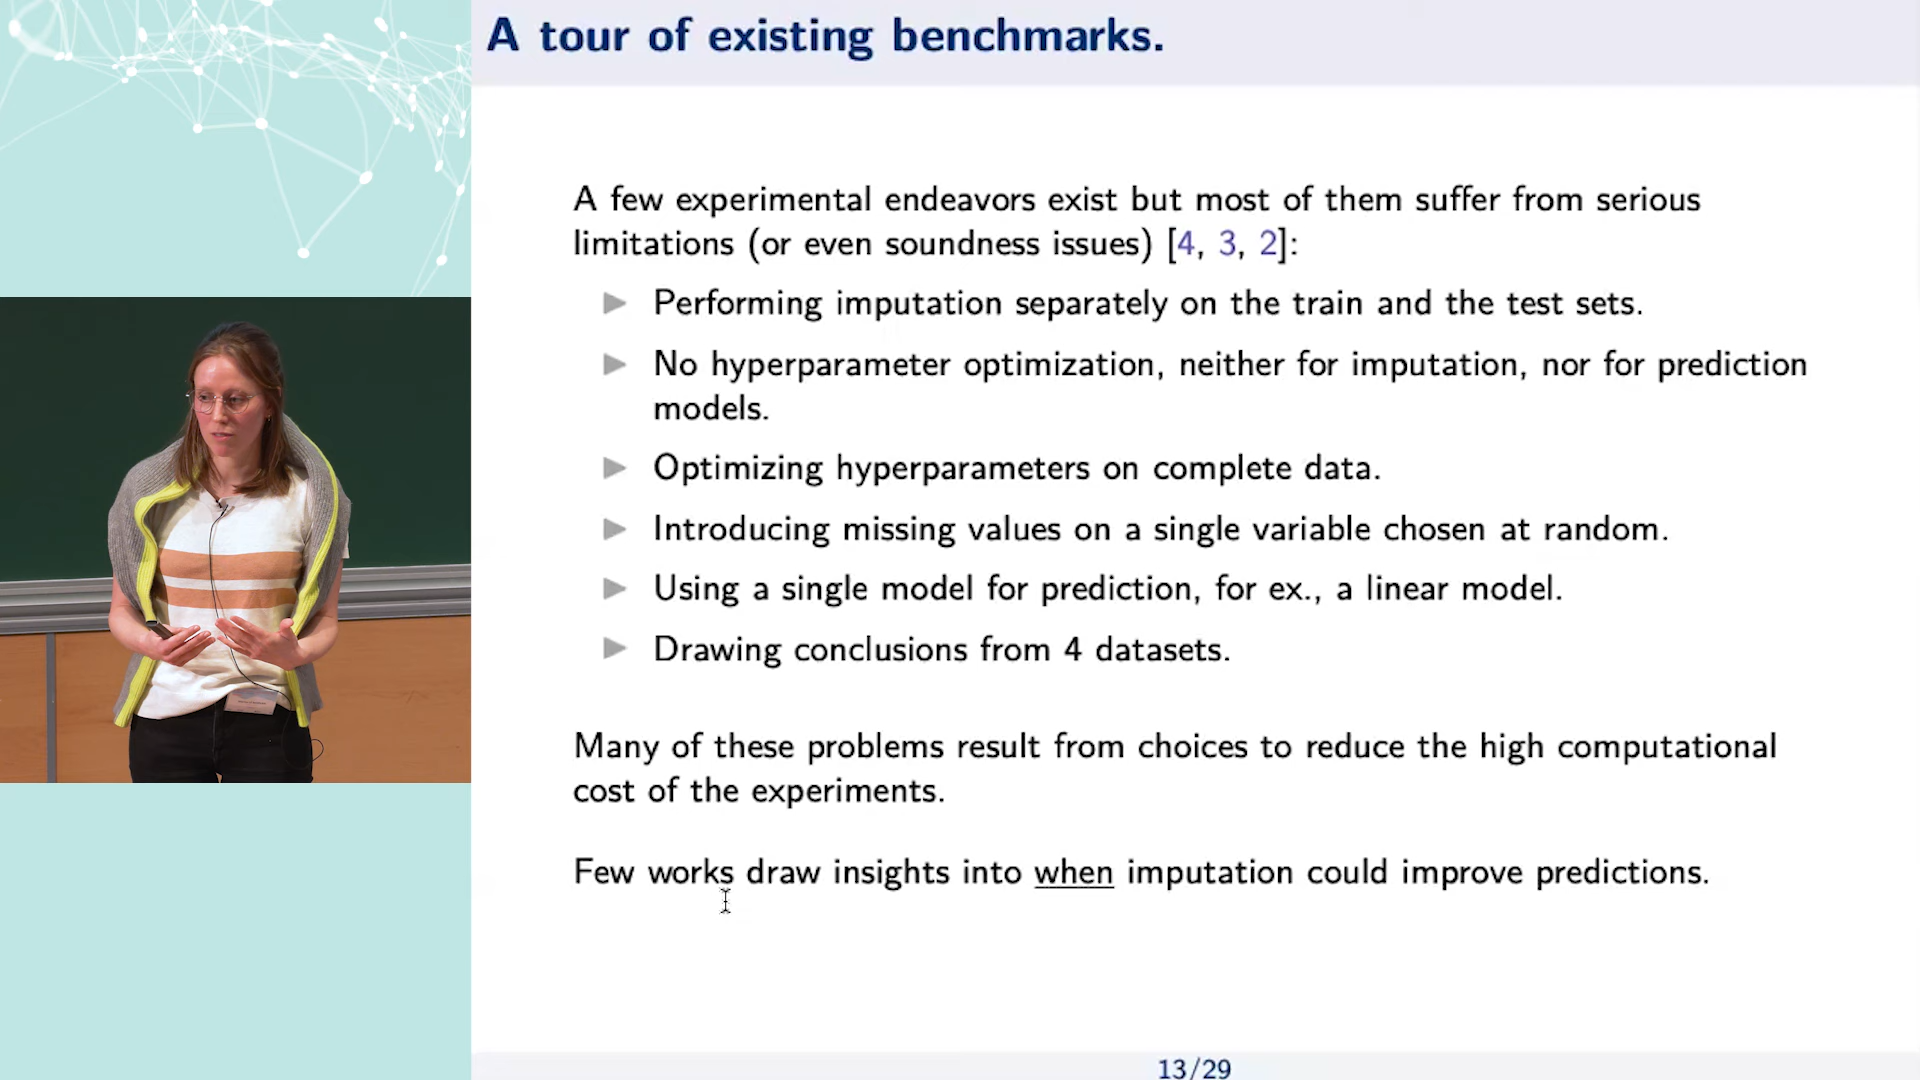 A tour of existing benchmarks.
A few experimental endeavors exist but most of them suffer from serious
limitations (or even soundness issues) [4, 3, 2]:
Performing imputation separately on the train and the test sets.
No hyperparameter optimization, neither for imputation, nor for prediction
models.
Optimizing hyperparameters on complete data.
Introducing missing values on a single variable chosen at random.
Using a single model for prediction, for ex., a linear model.
Drawing conclusions from 4 datasets.
Many of these problems result from choices to reduce the high computational
cost of the experiments.
Few works draw insights into when imputation could improve predictions.
13/29